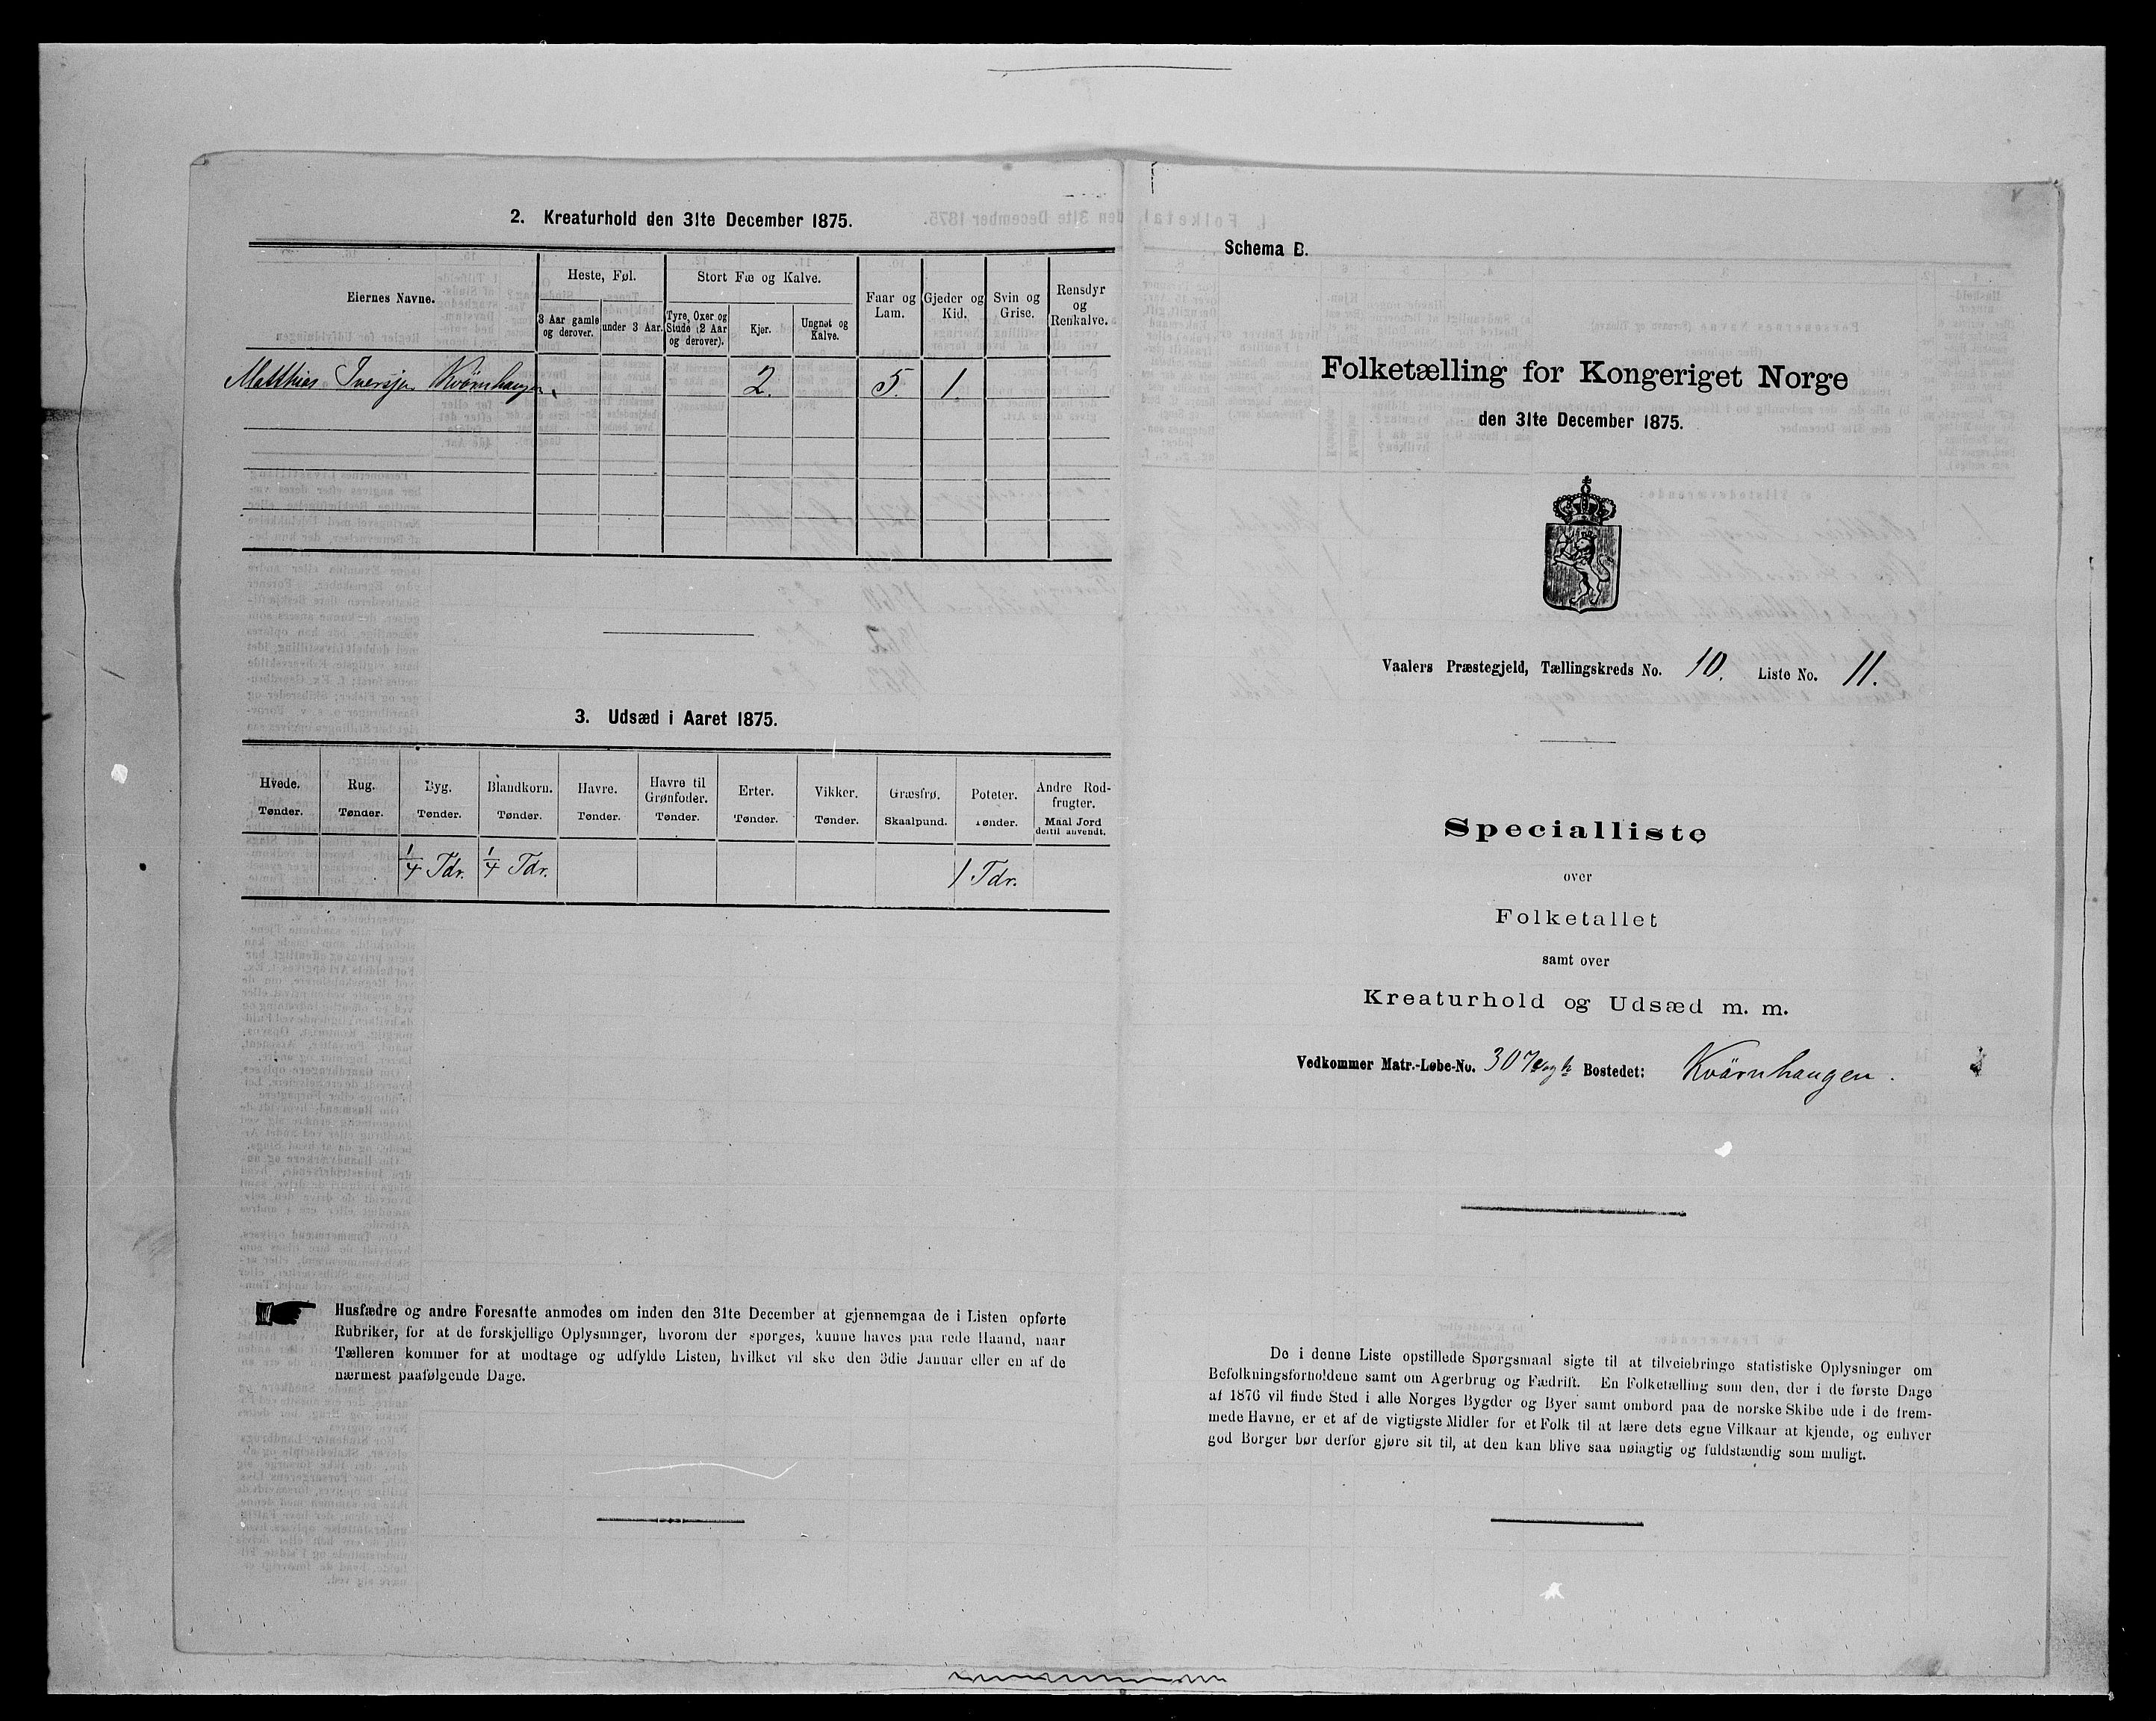 2. Kreaturhold den 31te December 1875.
Eiernes Navne.
Heste, Føl.
Stort Fæ og Kalve.
Faar og Lam.
Gjeder og Kid.
Svin og Grise.
Rensdyr og Renkalve.
3 Aar gamle og derover.
under 3 Aar.
Tyre, Oxer og Stude (2 Aar og derover).
Kjør.
Ungnøt og Kalve.
Matthias Iversen Kværnhaugen. 2. 5. 1.
3. Udsæd i Aaret 1875.
Hvede. Rug. Byg. Blandkorn. Havre. Havre til Grønfoder. Erter. Vikker. Græsfrø. Poteter. Andre Rodfrugter.
Tønder. Tønder. Tønder. Tønder. Tønder. Tønder. Tønder. Tønder. Skaalpund. Tønder. Maal Jord dertil anvendt.
1/4 Tdr. 1/4 Tdr. 1 Tdr.
Husfædre og andre Foresatte anmodes om inden den 31te December at gjennemgaa de i Listen opførte
Rubriker, for at de forskjellige Oplysninger, hvorom der spørges, kunne haves paa rede Haand, naar
Tælleren kommer for at modtage og udfylde Listen, hvilket vil ske den 3die Januar eller en af de
nærmest paafølgende Dage.
Schema B.
Folketælling for Kongeriget Norge
den 31te December 1875.
Vaalers Præstegjeld, Tællingskreds No. 10. Liste No. 11.
Specialliste
over
Folketallet
samt over
Kreaturhold og Udsæd m. m.
Vedkommer Matr.-Løbe-No. 307 Bostedet: Kværnhaugen.
De i denne Liste opstillede Spørgsmaal sigte til at tilveiebringe statistiske Oplysninger om
Befolkningsforholdene samt om Agerbrug og Fædrift. En Folketælling som den, der i de første Dage
af 1876 vil finde Sted i alle Norges Bygder og Byer samt ombord paa de norske Skibe ude i de frem-
mede Havne, er et af de vigtigste Midler for et Folk til at lære dets egne Vilkaar at kjende, og enhver
god Borger bør derfor gjøre sit til, at den kan blive saa nøiagtig og fuldstændig som muligt.